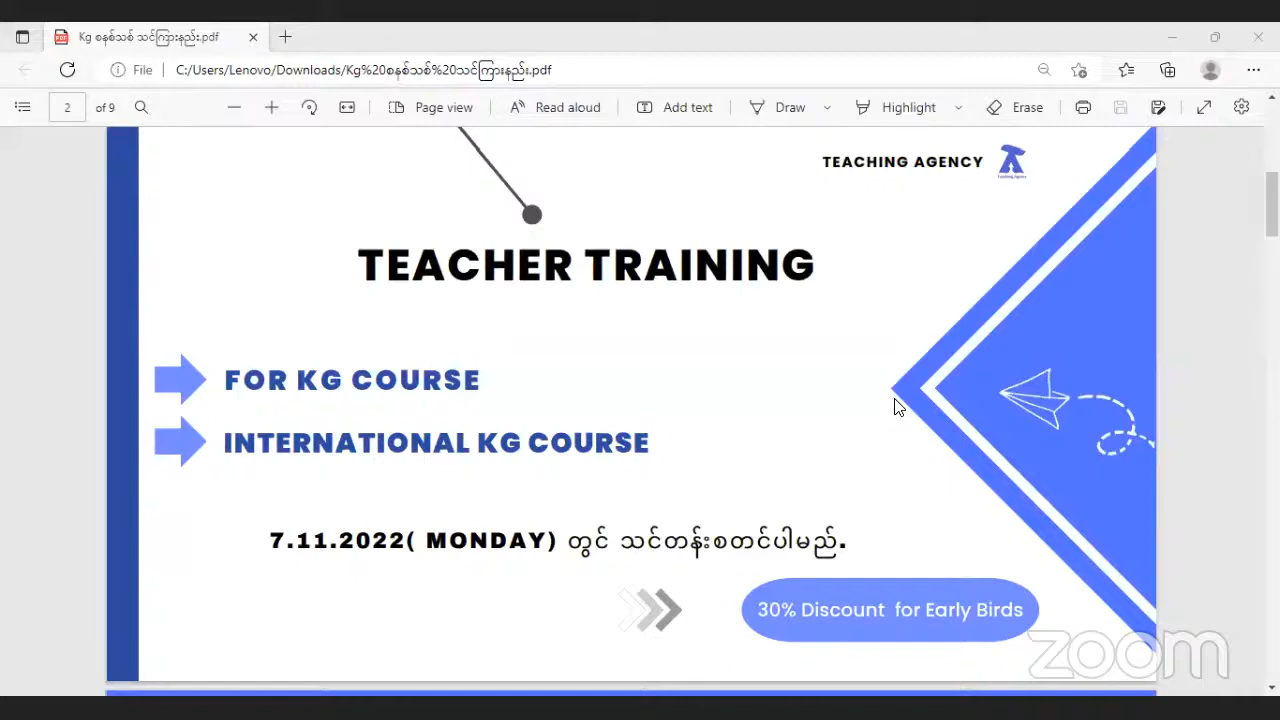 Kg စနစ်သစ် သင်ကြားနည်း.pdf
File
C:/Users/Lenovo/Downloads/Kg%20စနစ်သစ်%20သင်ကြားနည်း.pdf
2 of 9
Page view
Read aloud
Add text
Draw
Highlight
Erase
TEACHING AGENCY
Teaching Agency
TEACHER TRAINING
FOR KG COURSE
INTERNATIONAL KG COURSE
7.11.2022( MONDAY) တွင် သင်တန်းစတင်ပါမည်.
30% Discount for Early Birds
zoom